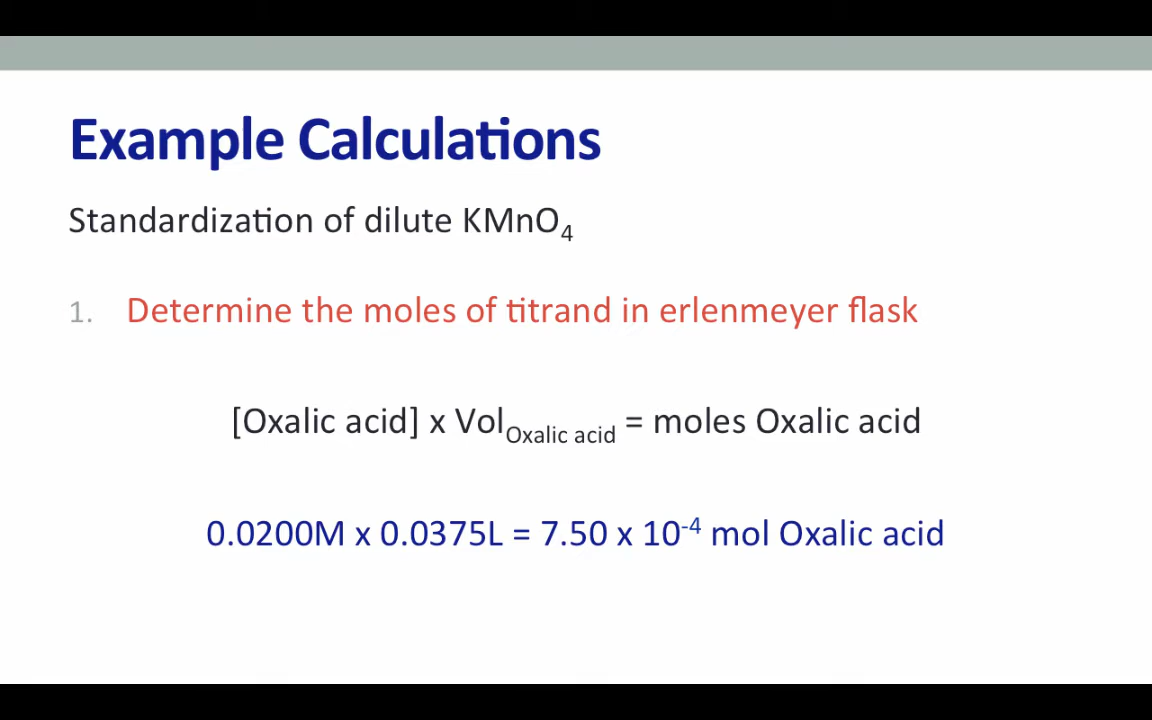 Example Calculations
Standardization of dilute KMnO₄
1. Determine the moles of titrand in erlenmeyer flask
[Oxalic acid] x Vol Oxalic acid = moles Oxalic acid
0.0200M x 0.0375L = 7.50 x 10⁻⁴ mol Oxalic acid